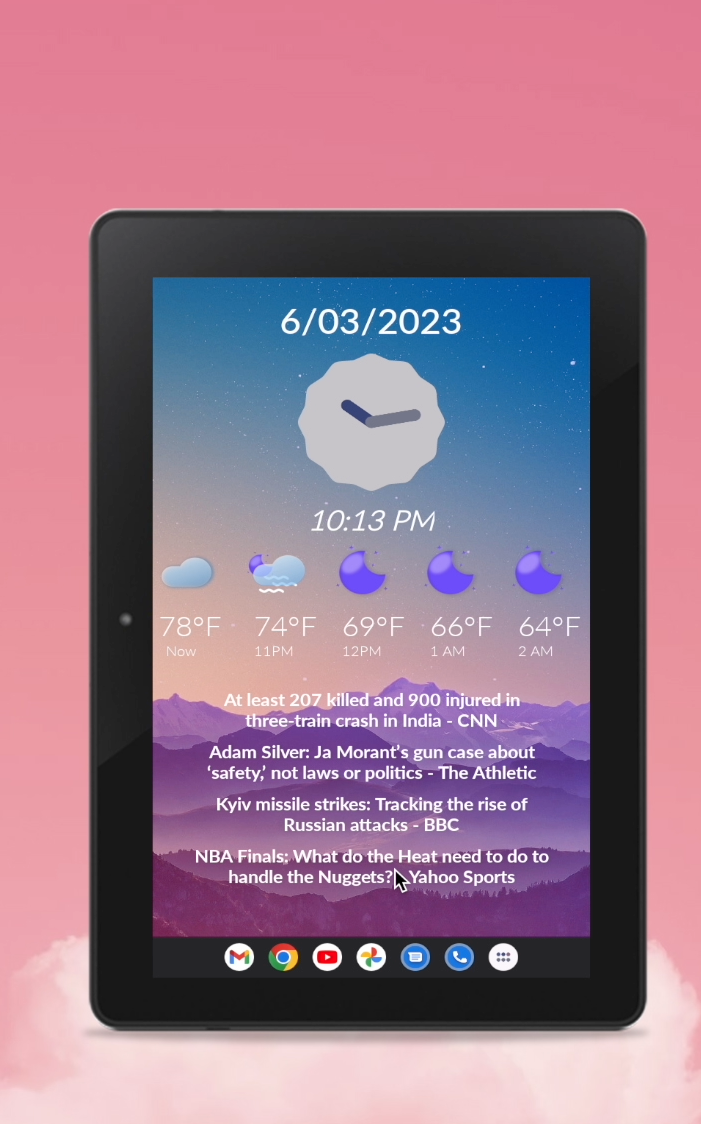 6/03/2023
10:13 PM
78°F 74°F 69°F 66°F 64°F
Now 11PM 12PM 1 AM 2 AM
At least 207 killed and 900 injured in
three-train crash in India - CNN
Adam Silver: Ja Morant’s gun case about
‘safety,’ not laws or politics - The Athletic
Kyiv missile strikes: Tracking the rise of
Russian attacks - BBC
NBA Finals: What do the Heat need to do to
handle the Nuggets? Yahoo Sports